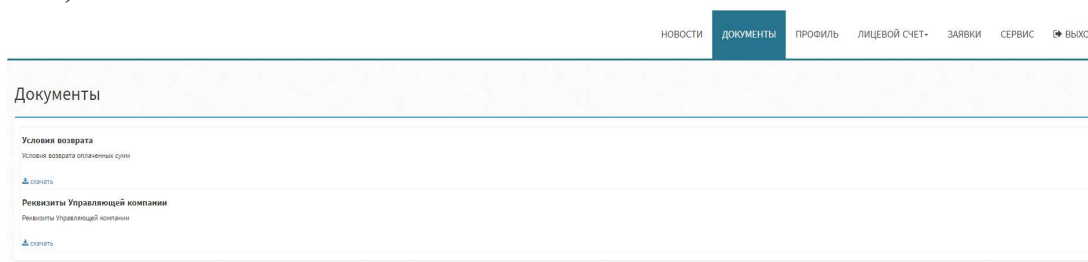 НОВОСТИ ДОКУМЕНТЫ ПРОФИЛЬ ЛИЦЕВОЙ СЧЕТ ЗАЯВКИ СЕРВИС ВЫХО
Документы
Условия возврата
Условия возврата оплаченных сумм
скачать
Реквизиты Управляющей компании
Реквизиты Управляющей компании
скачать